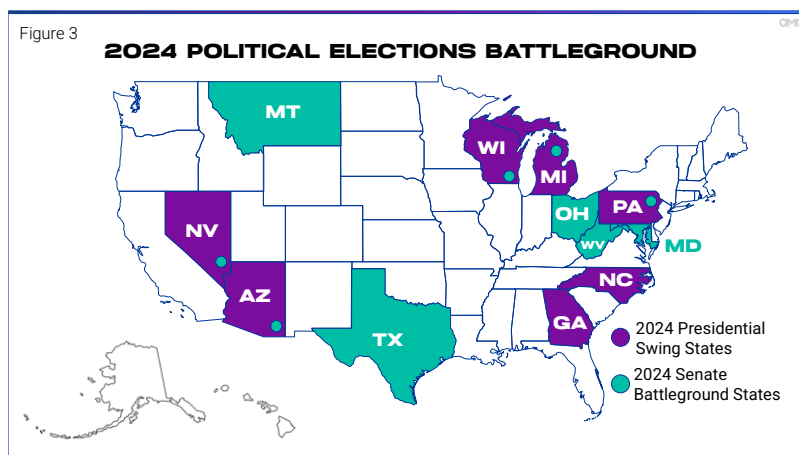 Figure 3
2024 POLITICAL ELECTIONS BATTLEGROUND
MT
WI
MI
OH
PA
WV
MD
NV
AZ
NC
TX
GA
2024 Presidential
Swing States
2024 Senate
Battleground States